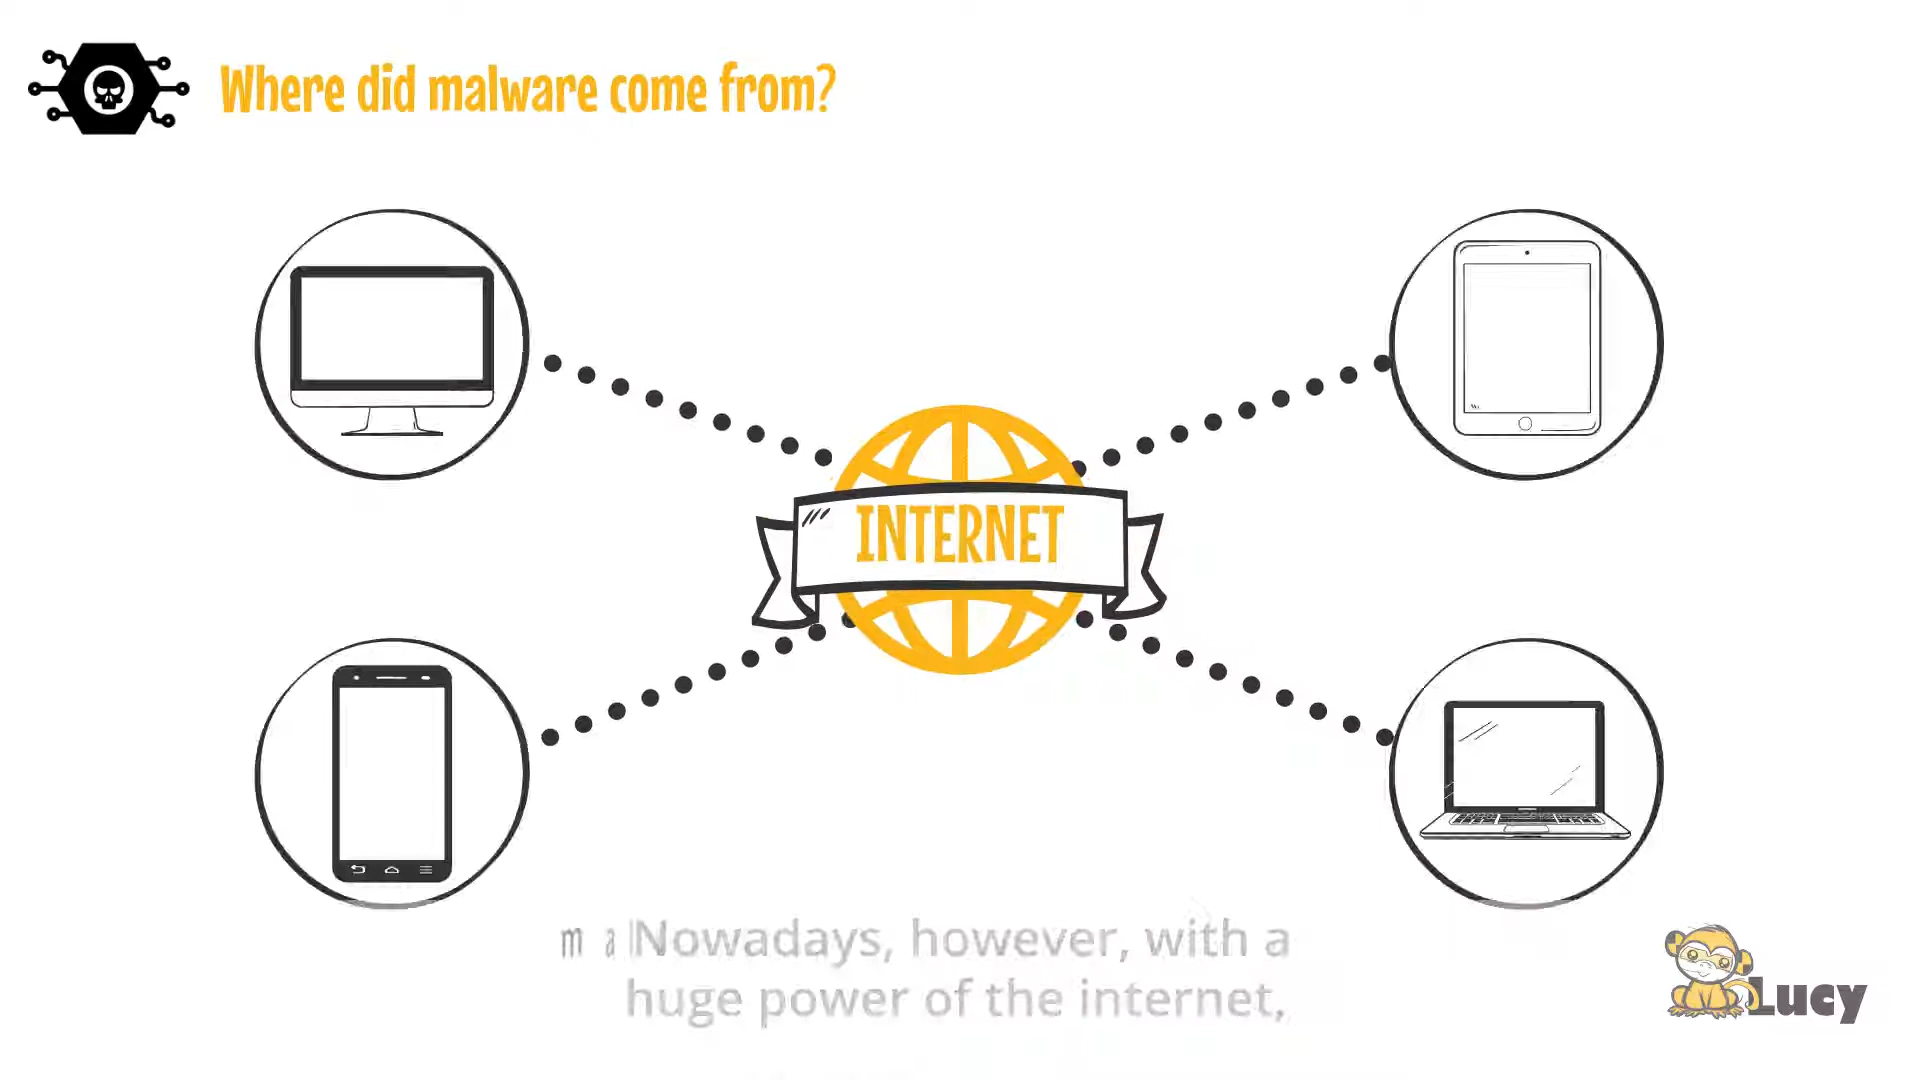 Where did malware come from?
INTERNET
Nowadays, however, with a
huge power of the internet,
Lucy